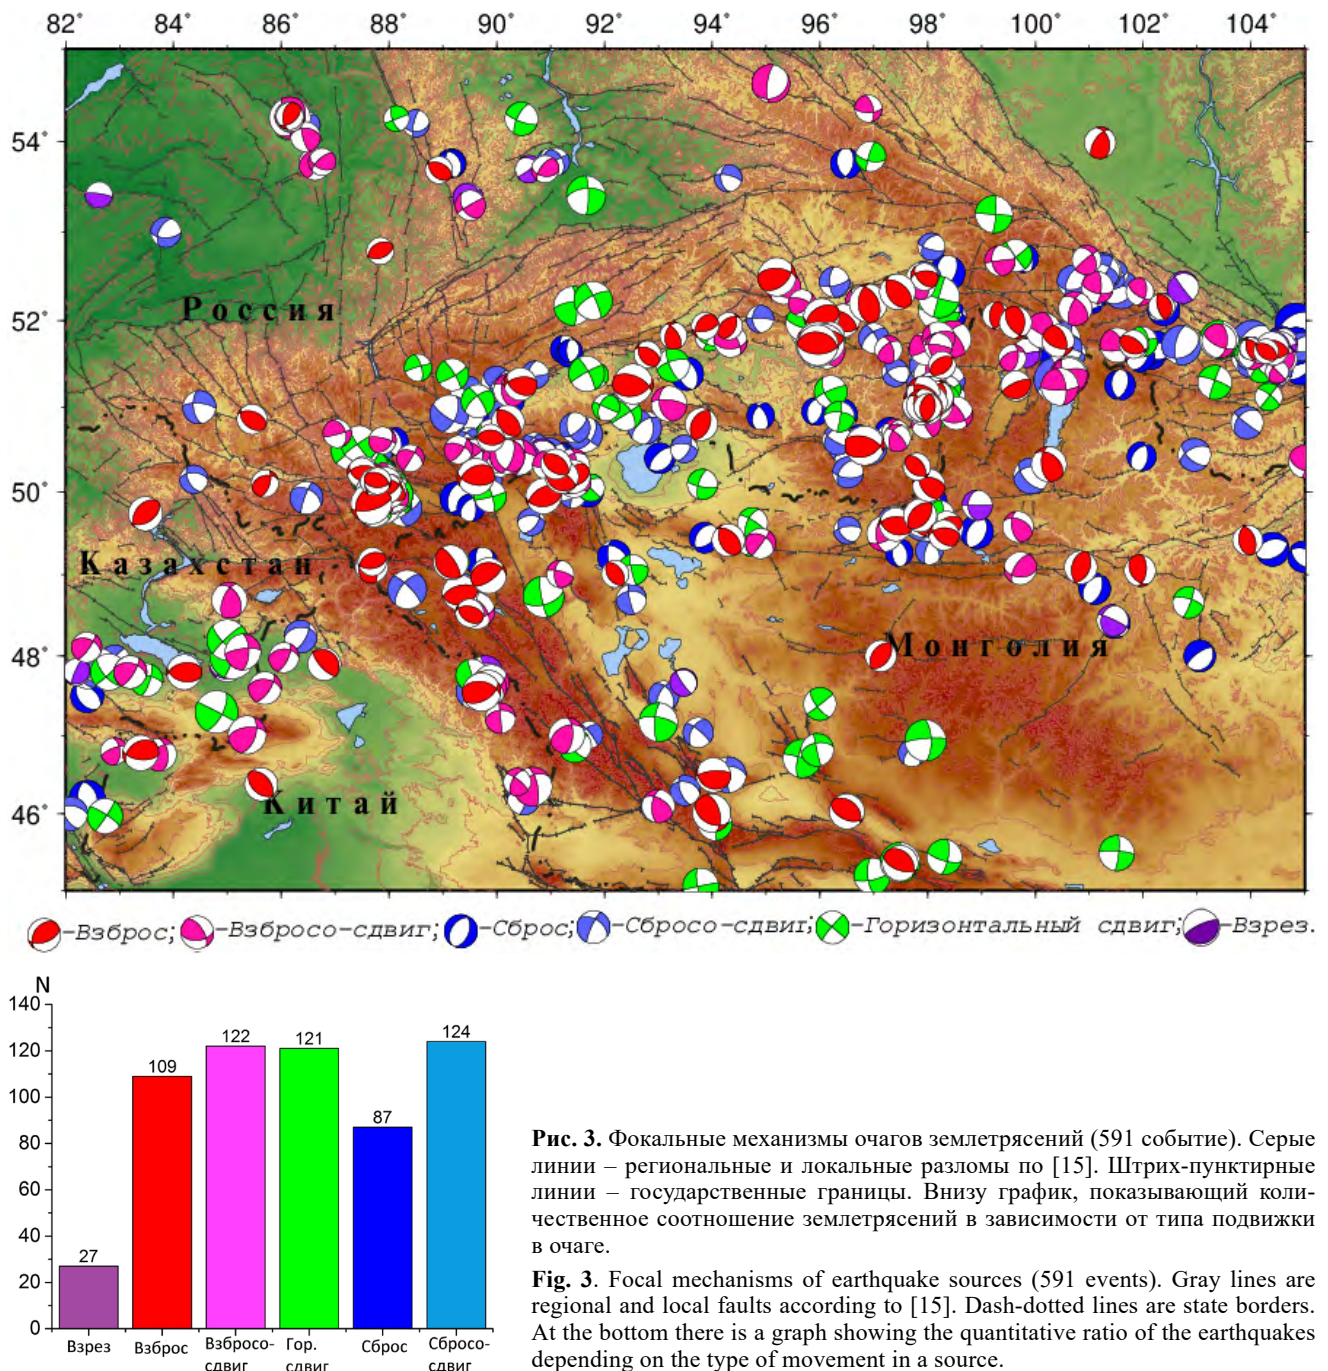 82° 84° 86° 88° 90° 92° 94° 96° 98° 100° 102° 104°
54°
Россия
52°
50°
Казахстан
Монголия
48°
Китай
46°
-Взброс; -Взбросо-сдвиг; -Сброс; -Сбросо-сдвиг; -Горизонтальный сдвиг; -Взрез.
N
140
120
100
80
60
40
20
0
27
109
122
121
87
124
Взрез Взброс Взбросо-сдвиг Гор. сдвиг Сброс Сбросо-сдвиг
Рис. 3. Фокальные механизмы очагов землетрясений (591 событие). Серые
линии – региональные и локальные разломы по [15]. Штрих-пунктирные
линии – государственные границы. Внизу график, показывающий коли-
чественное соотношение землетрясений в зависимости от типа подвижки
в очаге.
Fig. 3. Focal mechanisms of earthquake sources (591 events). Gray lines are
regional and local faults according to [15]. Dash-dotted lines are state borders.
At the bottom there is a graph showing the quantitative ratio of the earthquakes
depending on the type of movement in a source.